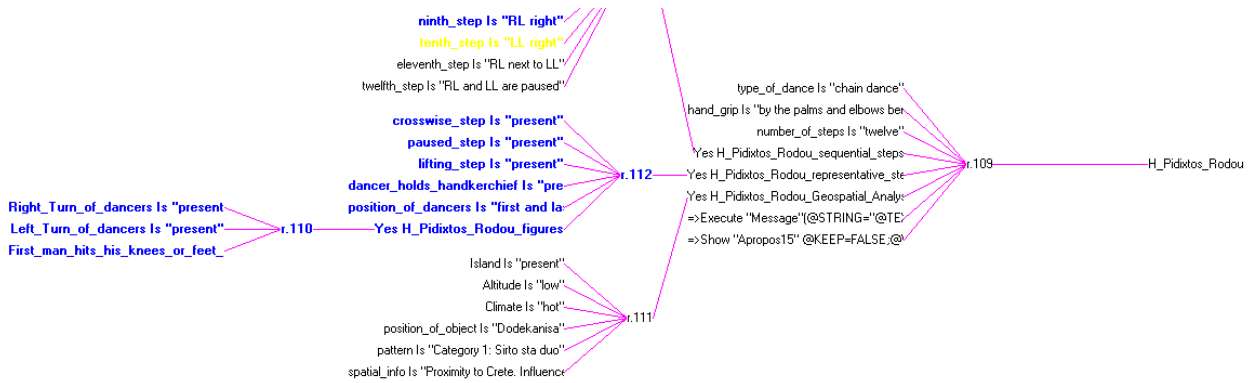 ninth_step Is "RL right"
tenth_step Is "LL right"
eleventh_step Is "RL next to LL"
twelfth_step Is "RL and LL are paused"
crosswise_step Is "present"
paused_step Is "present"
lifting_step Is "present"
dancer_holds_handkerchief Is "pre
position_of_dancers Is "first and la
Yes H_Pidixtos_Rodou_figures
r.112
Right_Turn_of_dancers Is "present
Left_Turn_of_dancers Is "present"
First_man_hits_his_knees_or_feet_
r.110
Island Is "present"
Altitude Is "low"
Climate Is "hot"
position_of_object Is "Dodekanisa"
pattern Is "Category 1: Sirto sta duo"
spatial_info Is "Proximity to Crete. Influence
r.111
type_of_dance Is "chain dance"
hand_grip Is "by the palms and elbows ber
number_of_steps Is "twelve"
Yes H_Pidixtos_Rodou_sequential_steps
Yes H_Pidixtos_Rodou_representative_ste
Yes H_Pidixtos_Rodou_Geospatial_Analys
=>Execute "Message"(@STRING="@TE
=>Show "Apropos15" @KEEP=FALSE;@
r.109
H_Pidixtos_Rodou